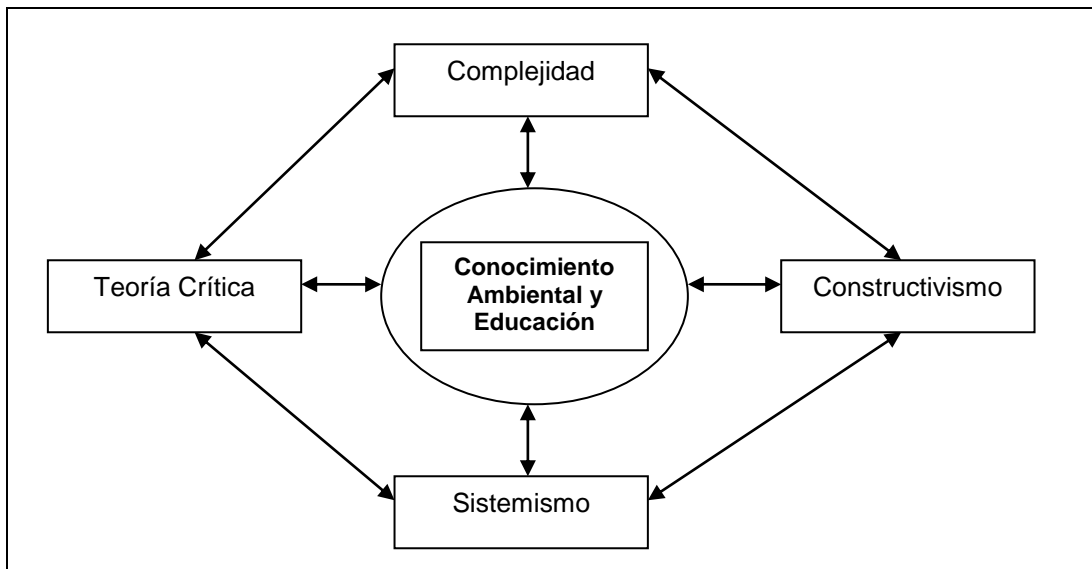 Complejidad
Teoría Crítica
Conocimiento
Ambiental y
Educación
Constructivismo
Sistemismo